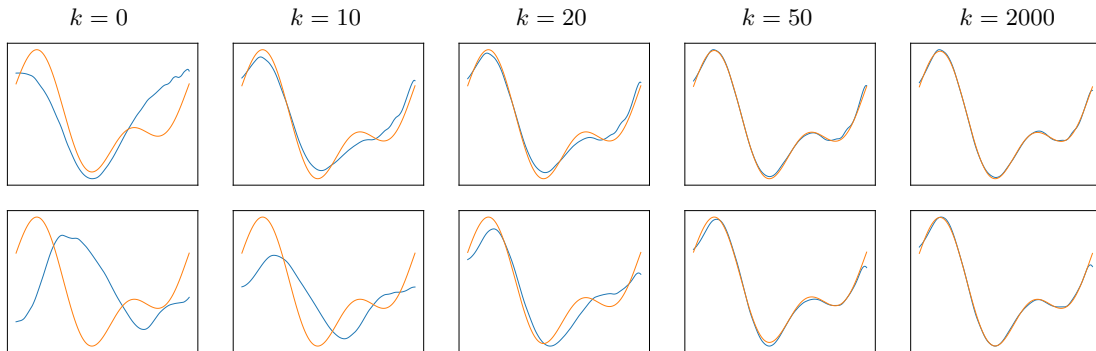 k = 0 k = 10 k = 20 k = 50 k = 2000